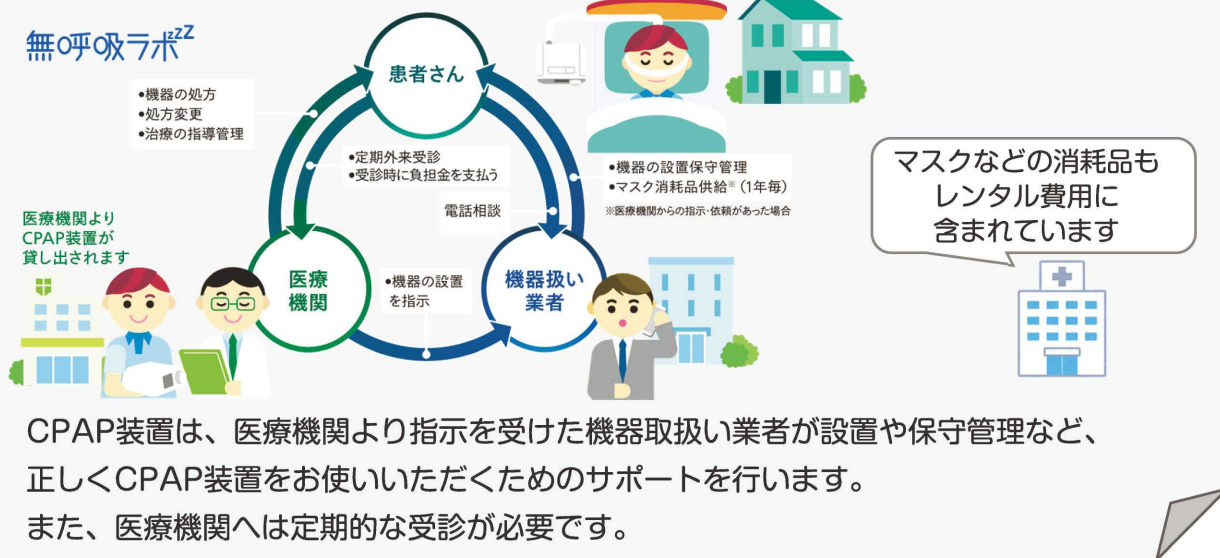 無呼吸ラボzzZ
患者さん
•機器の処方
•処方変更
•治療の指導管理
•定期外来受診
•受診時に負担金を支払う
•機器の設置保守管理
•マスク消耗品供給※（1年毎）
※医療機関からの指示・依頼があった場合
電話相談
マスクなどの消耗品も
レンタル費用に
含まれています
医療機関より
CPAP装置が
貸し出されます
医療
機関
•機器の設置
を指示
機器扱い
業者
CPAP装置は、医療機関より指示を受けた機器取扱い業者が設置や保守管理など、
正しくCPAP装置をお使いいただくためのサポートを行います。
また、医療機関へは定期的な受診が必要です。